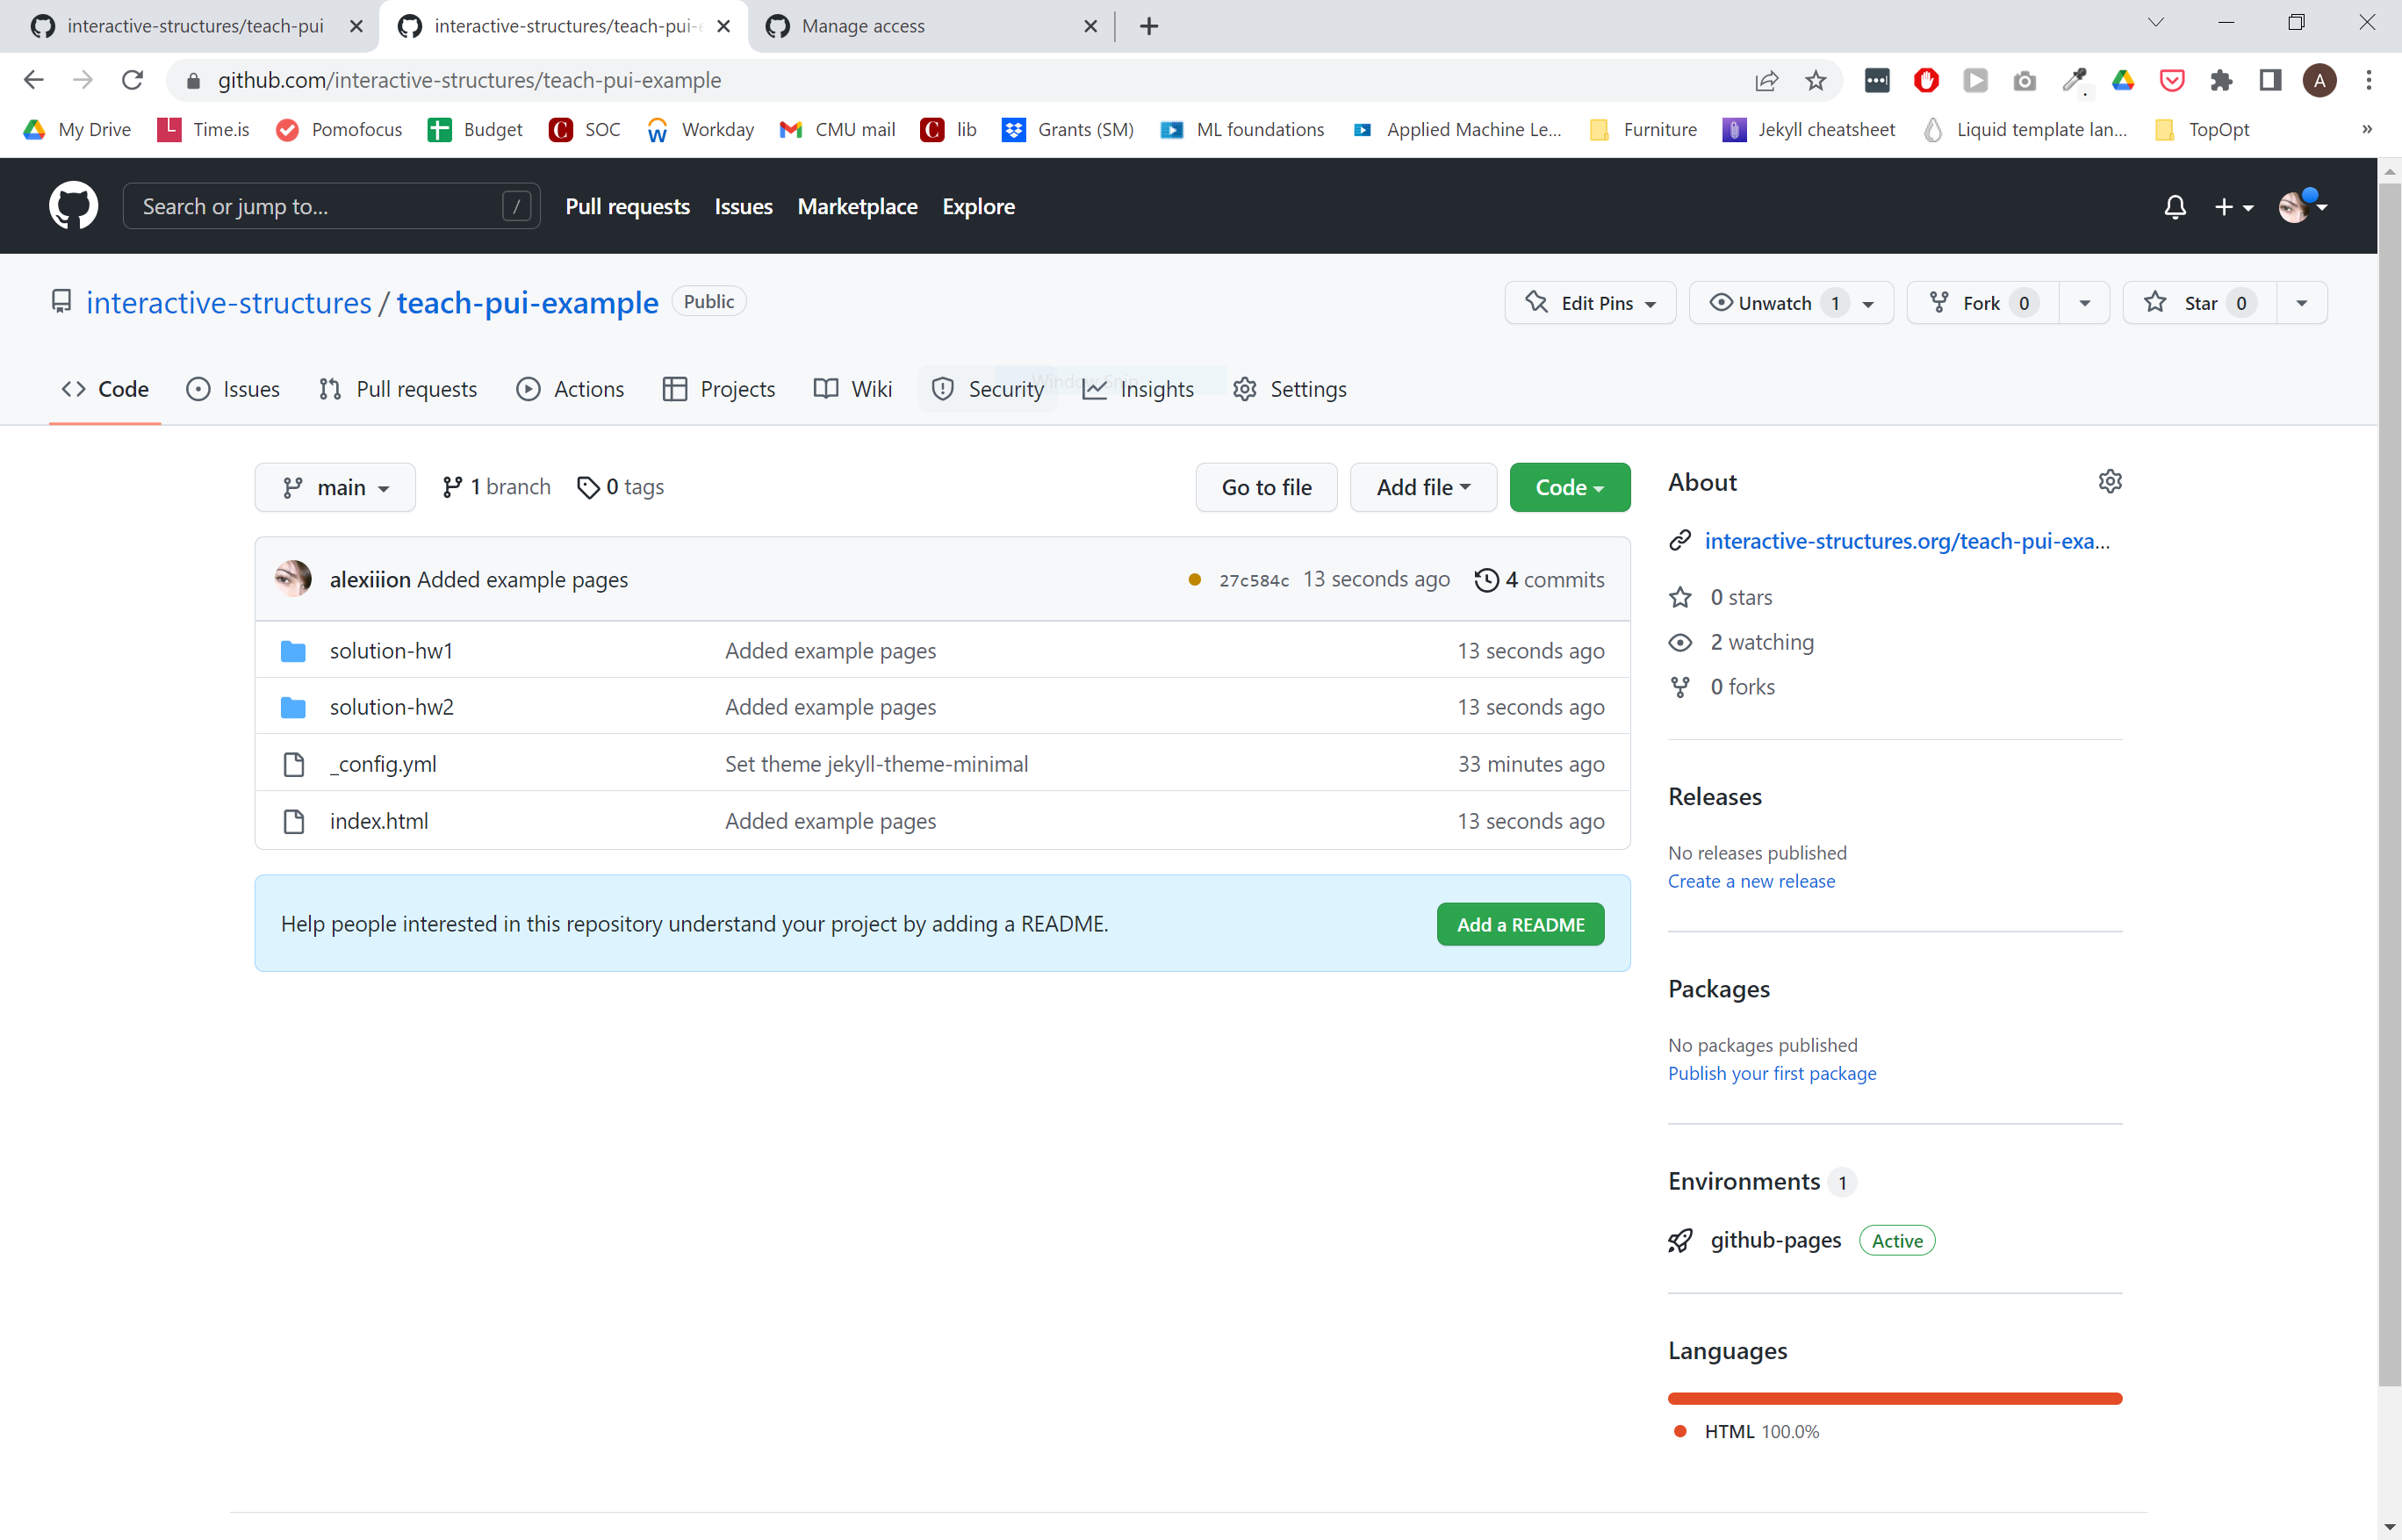 interactive-structures/teach-pui
interactive-structures/teach-pui-e
Manage access
github.com/interactive-structures/teach-pui-example
A
My Drive
Time.is
Pomofocus
Budget
SOC
Workday
CMU mail
lib
Grants (SM)
ML foundations
Applied Machine Le...
Furniture
Jekyll cheatsheet
Liquid template lan...
TopOpt
»
Search or jump to... /
Pull requests
Issues
Marketplace
Explore
interactive-structures / teach-pui-example Public
Edit Pins
Unwatch 1
Fork 0
Star 0
Code
Issues
Pull requests
Actions
Projects
Wiki
Security
Window Snip
Insights
Settings
main
1 branch
0 tags
Go to file
Add file
Code
alexiiion Added example pages 27c584c 13 seconds ago 4 commits
solution-hw1 Added example pages 13 seconds ago
solution-hw2 Added example pages 13 seconds ago
_config.yml Set theme jekyll-theme-minimal 33 minutes ago
index.html Added example pages 13 seconds ago
Help people interested in this repository understand your project by adding a README. Add a README
About
interactive-structures.org/teach-pui-exa...
0 stars
2 watching
0 forks
Releases
No releases published
Create a new release
Packages
No packages published
Publish your first package
Environments 1
github-pages Active
Languages
HTML 100.0%